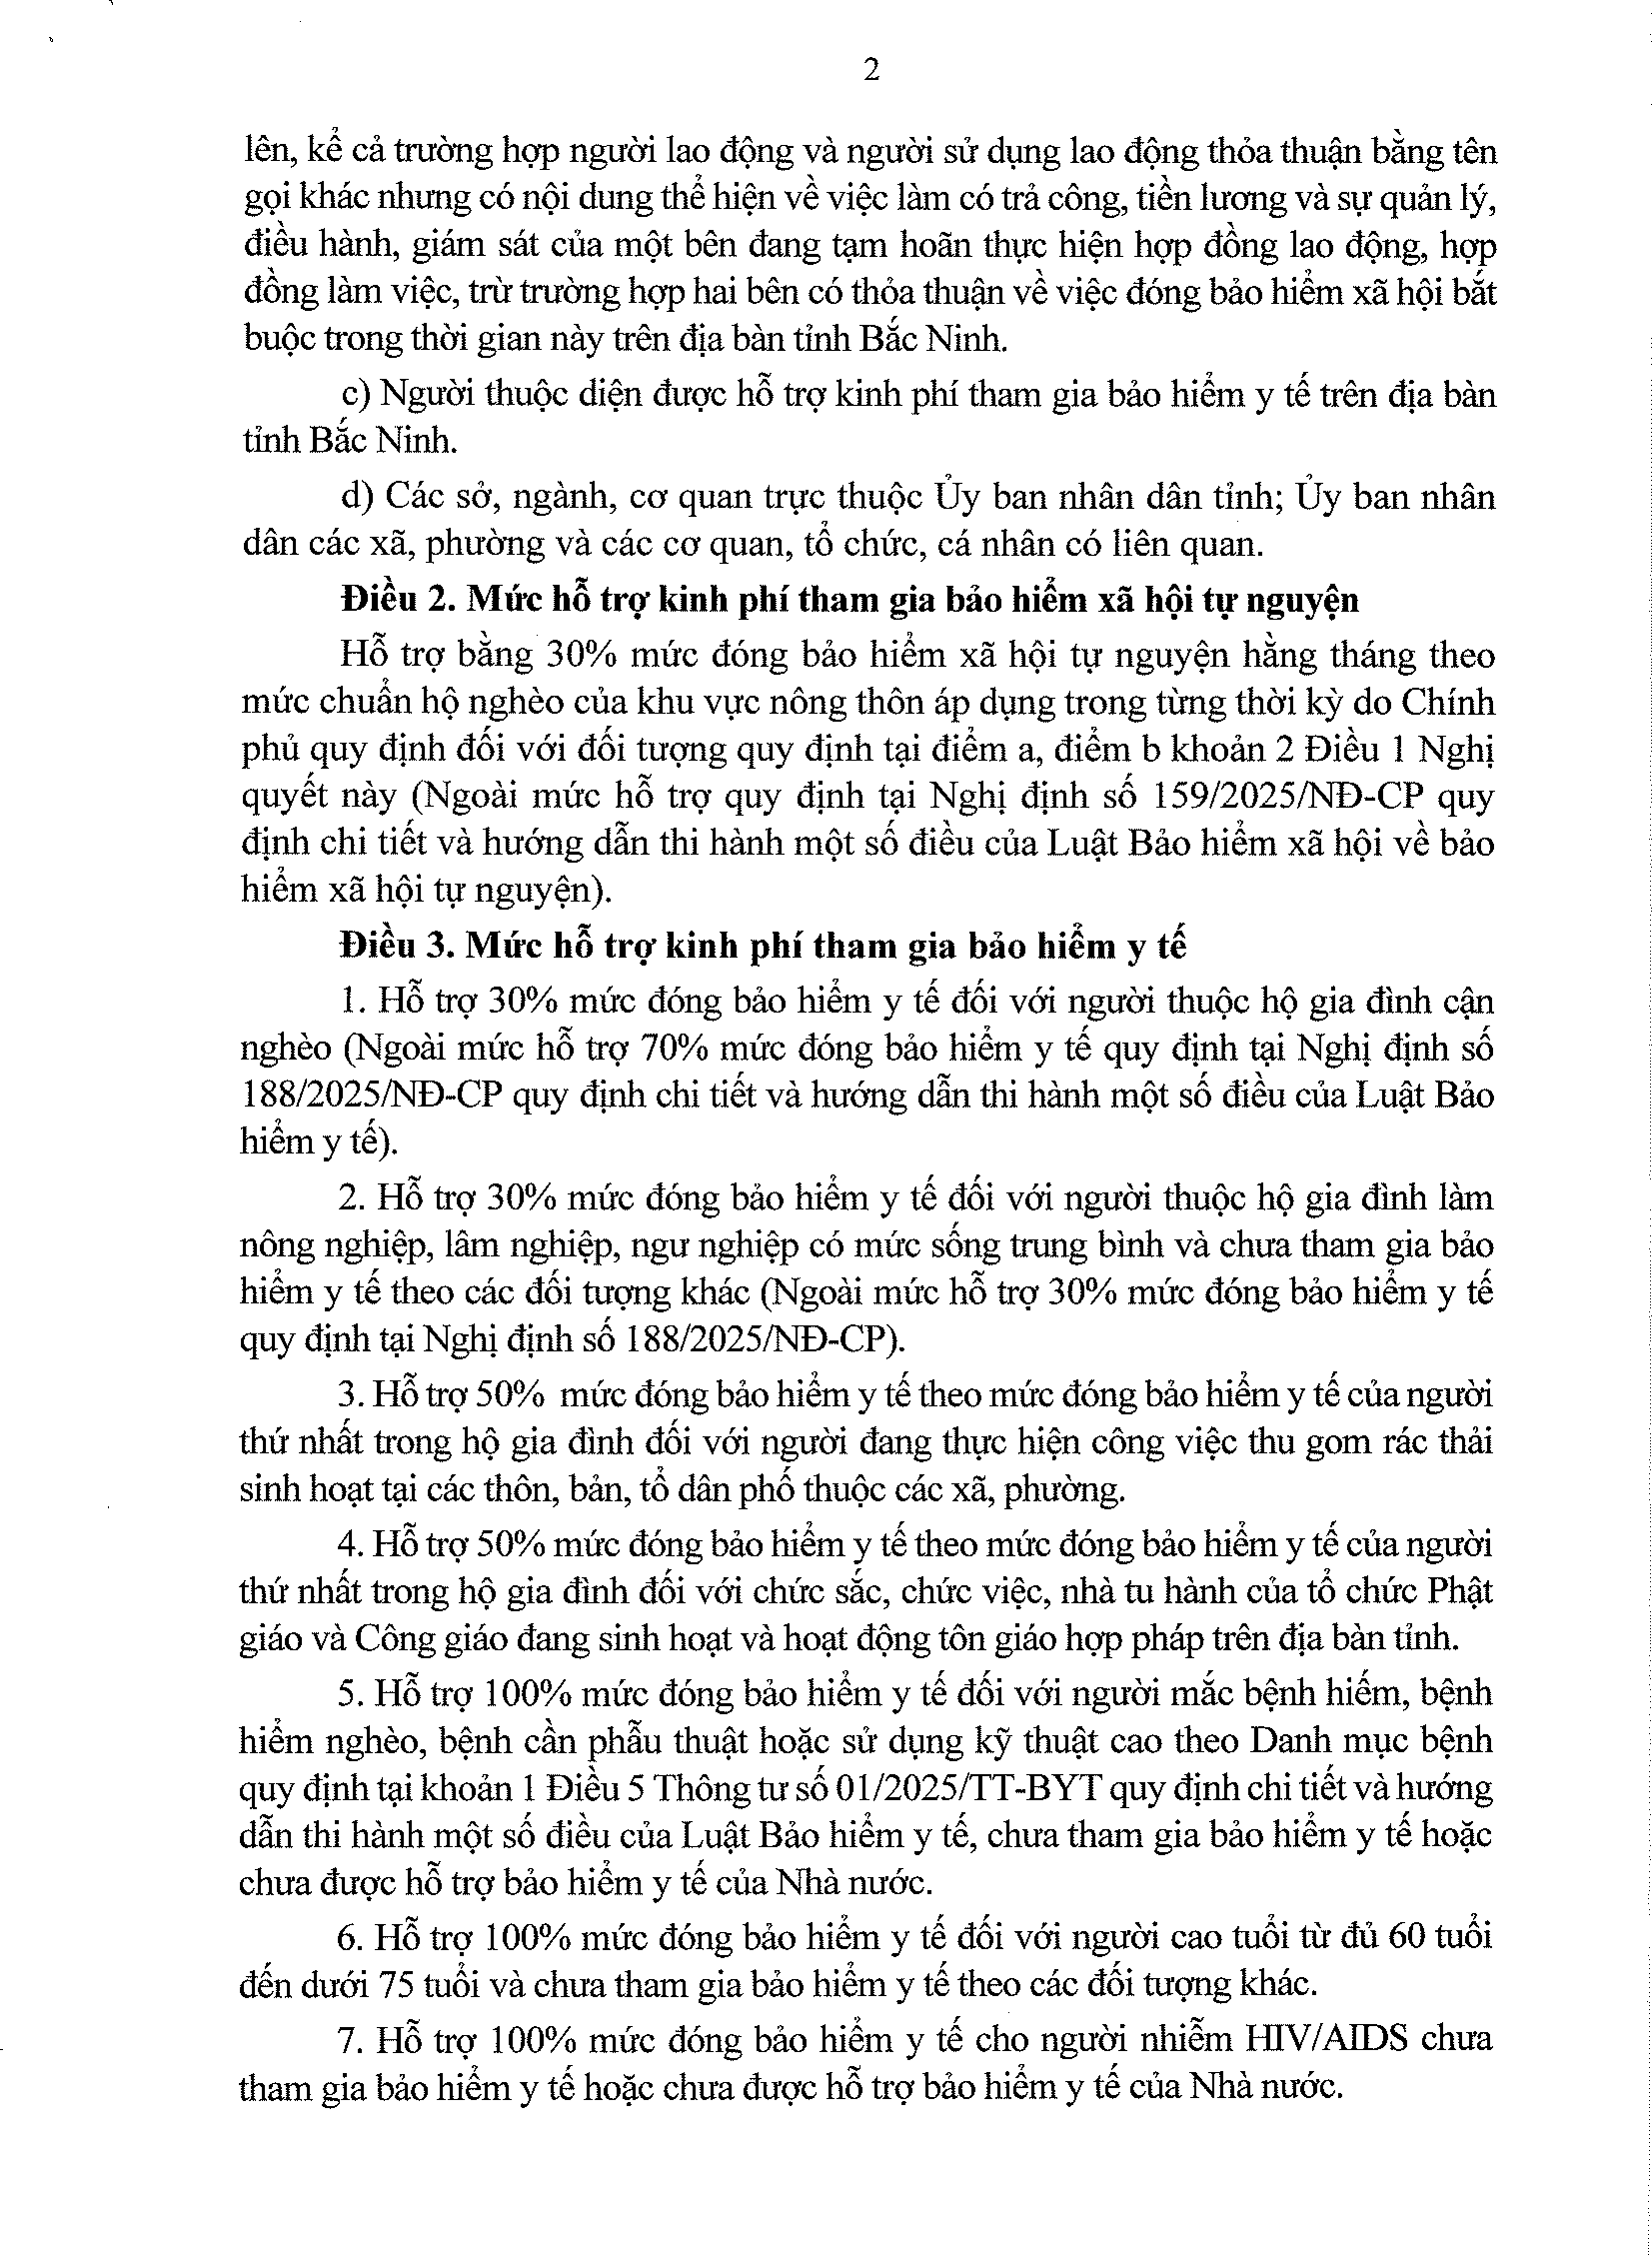 2
lên, kể cả trường hợp người lao động và người sử dụng lao động thỏa thuận bằng tên
gọi khác nhưng có nội dung thể hiện về việc làm có trả công, tiền lương và sự quản lý,
điều hành, giám sát của một bên đang tạm hoãn thực hiện hợp đồng lao động, hợp
đồng làm việc, trừ trường hợp hai bên có thỏa thuận về việc đóng bảo hiểm xã hội bắt
buộc trong thời gian này trên địa bàn tỉnh Bắc Ninh.
c) Người thuộc diện được hỗ trợ kinh phí tham gia bảo hiểm y tế trên địa bàn
tỉnh Bắc Ninh.
d) Các sở, ngành, cơ quan trực thuộc Ủy ban nhân dân tỉnh; Ủy ban nhân
dân các xã, phường và các cơ quan, tổ chức, cá nhân có liên quan.
Điều 2. Mức hỗ trợ kinh phí tham gia bảo hiểm xã hội tự nguyện
Hỗ trợ bằng 30% mức đóng bảo hiểm xã hội tự nguyện hằng tháng theo
mức chuẩn hộ nghèo của khu vực nông thôn áp dụng trong từng thời kỳ do Chính
phủ quy định đối với đối tượng quy định tại điểm a, điểm b khoản 2 Điều 1 Nghị
quyết này (Ngoài mức hỗ trợ quy định tại Nghị định số 159/2025/NĐ-CP quy
định chi tiết và hướng dẫn thi hành một số điều của Luật Bảo hiểm xã hội về bảo
hiểm xã hội tự nguyện).
Điều 3. Mức hỗ trợ kinh phí tham gia bảo hiểm y tế
1. Hỗ trợ 30% mức đóng bảo hiểm y tế đối với người thuộc hộ gia đình cận
nghèo (Ngoài mức hỗ trợ 70% mức đóng bảo hiểm y tế quy định tại Nghị định số
188/2025/NĐ-CP quy định chi tiết và hướng dẫn thi hành một số điều của Luật Bảo
hiểm y tế).
2. Hỗ trợ 30% mức đóng bảo hiểm y tế đối với người thuộc hộ gia đình làm
nông nghiệp, lâm nghiệp, ngư nghiệp có mức sống trung bình và chưa tham gia bảo
hiểm y tế theo các đối tượng khác (Ngoài mức hỗ trợ 30% mức đóng bảo hiểm y tế
quy định tại Nghị định số 188/2025/NĐ-CP).
3. Hỗ trợ 50% mức đóng bảo hiểm y tế theo mức đóng bảo hiểm y tế của người
thứ nhất trong hộ gia đình đối với người đang thực hiện công việc thu gom rác thải
sinh hoạt tại các thôn, bản, tổ dân phố thuộc các xã, phường.
4. Hỗ trợ 50% mức đóng bảo hiểm y tế theo mức đóng bảo hiểm y tế của người
thứ nhất trong hộ gia đình đối với chức sắc, chức việc, nhà tu hành của tổ chức Phật
giáo và Công giáo đang sinh hoạt và hoạt động tôn giáo hợp pháp trên địa bàn tỉnh.
5. Hỗ trợ 100% mức đóng bảo hiểm y tế đối với người mắc bệnh hiếm, bệnh
hiểm nghèo, bệnh cần phẫu thuật hoặc sử dụng kỹ thuật cao theo Danh mục bệnh
quy định tại khoản 1 Điều 5 Thông tư số 01/2025/TT-BYT quy định chi tiết và hướng
dẫn thi hành một số điều của Luật Bảo hiểm y tế, chưa tham gia bảo hiểm y tế hoặc
chưa được hỗ trợ bảo hiểm y tế của Nhà nước.
6. Hỗ trợ 100% mức đóng bảo hiểm y tế đối với người cao tuổi từ đủ 60 tuổi
đến dưới 75 tuổi và chưa tham gia bảo hiểm y tế theo các đối tượng khác.
7. Hỗ trợ 100% mức đóng bảo hiểm y tế cho người nhiễm HIV/AIDS chưa
tham gia bảo hiểm y tế hoặc chưa được hỗ trợ bảo hiểm y tế của Nhà nước.